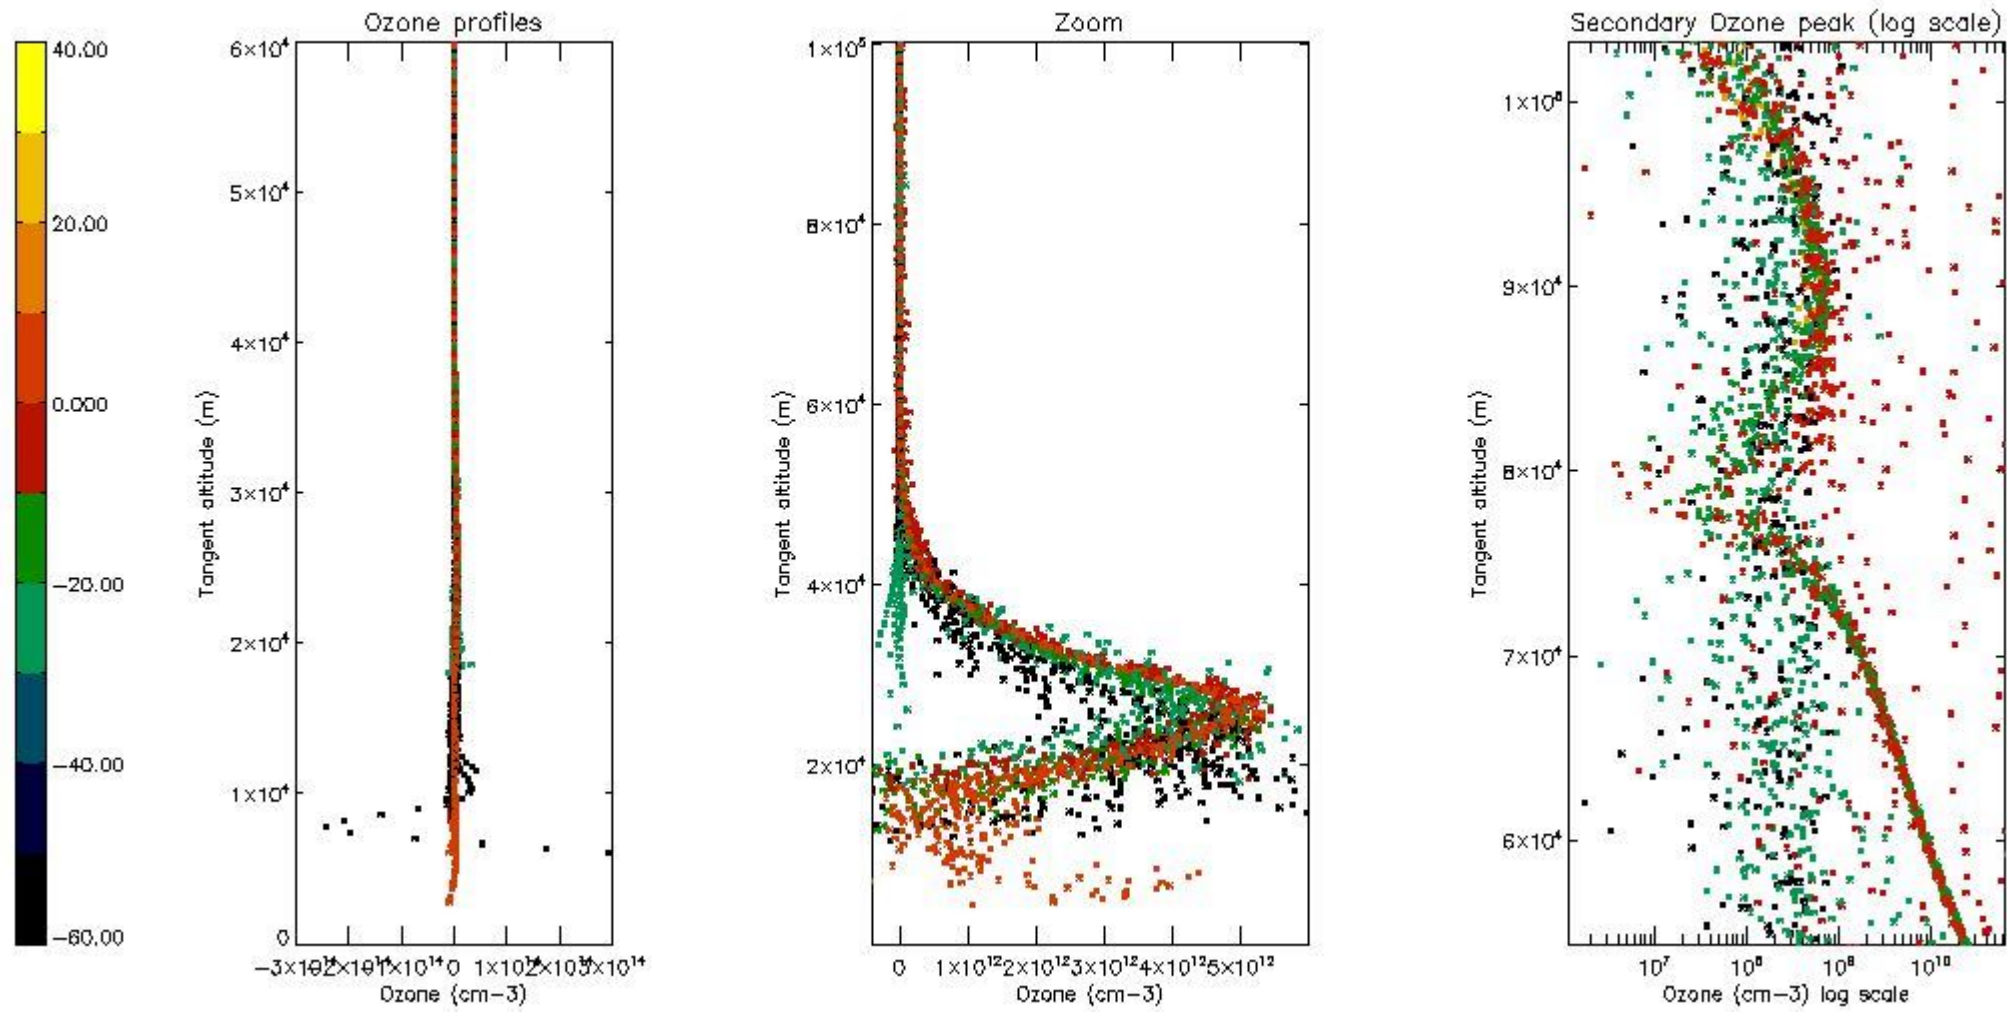 Ozone profiles
Zoom
Secondary Ozone peak (log scale)
40.00
20.00
0.000
−20.00
−40.00
−60.00
6×10⁴
5×10⁴
4×10⁴
3×10⁴
2×10⁴
1×10⁴
0
Tangent altitude (m)
0
Ozone (cm−3)
1×10⁵
8×10⁴
6×10⁴
4×10⁴
2×10⁴
Tangent altitude (m)
0 1×10¹² 2×10¹² 3×10¹² 4×10¹² 5×10¹²
Ozone (cm−3)
9×10⁴
8×10⁴
7×10⁴
6×10⁴
Tangent altitude (m)
10⁷ 10⁸ 10⁹ 10¹⁰
Ozone (cm−3) log scale